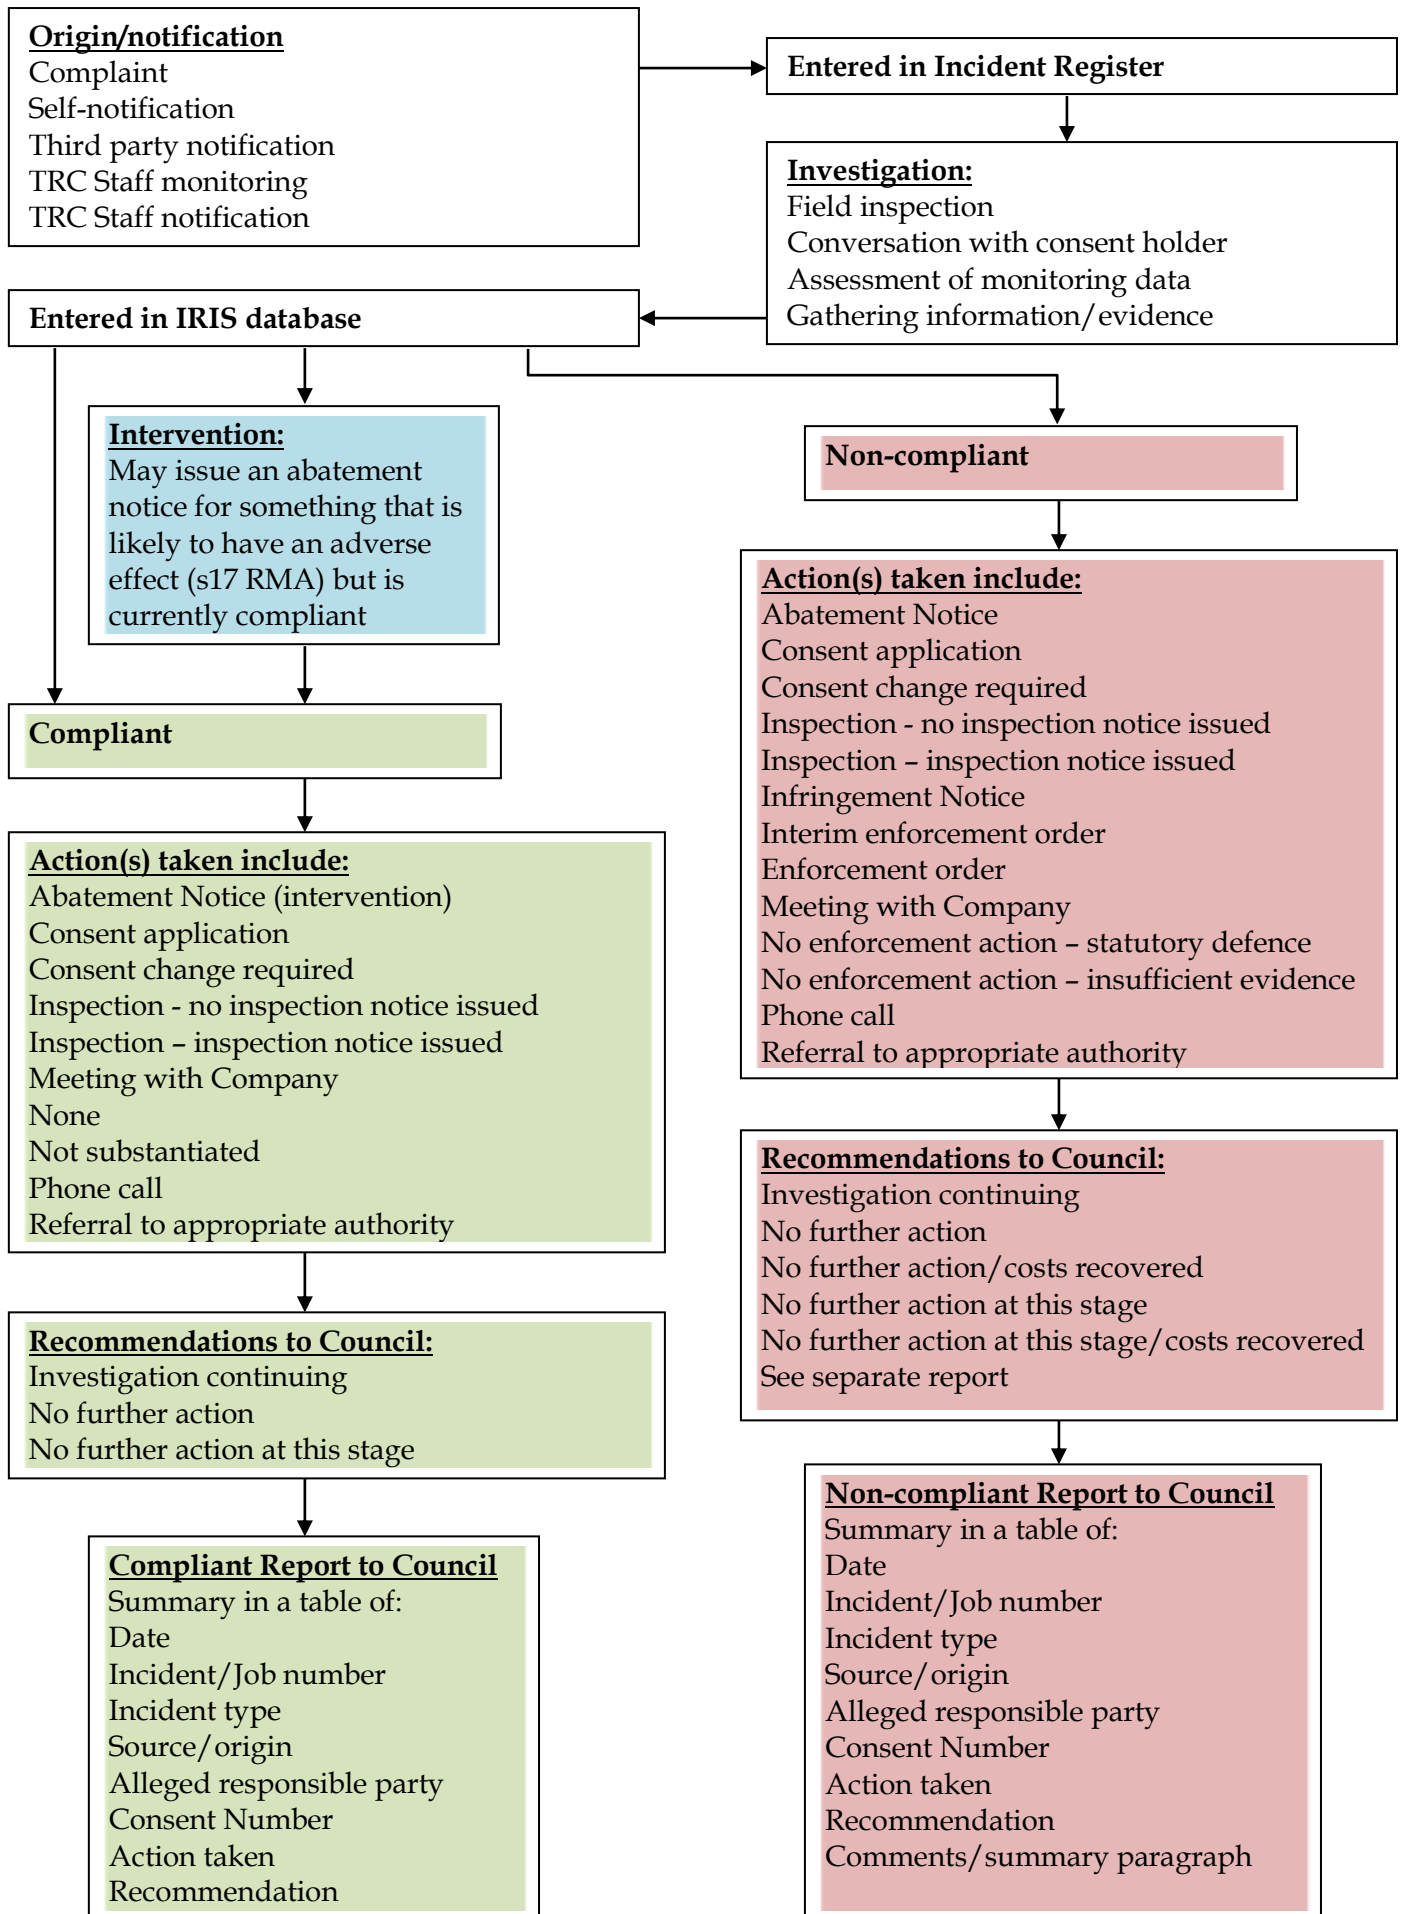 Origin/notification
Complaint
Self-notification
Third party notification
TRC Staff monitoring
TRC Staff notification
Entered in Incident Register
Investigation:
Field inspection
Conversation with consent holder
Assessment of monitoring data
Gathering information/evidence
Entered in IRIS database
Intervention:
May issue an abatement
notice for something that is
likely to have an adverse
effect (s17 RMA) but is
currently compliant
Compliant
Action(s) taken include:
Abatement Notice (intervention)
Consent application
Consent change required
Inspection - no inspection notice issued
Inspection – inspection notice issued
Meeting with Company
None
Not substantiated
Phone call
Referral to appropriate authority
Recommendations to Council:
Investigation continuing
No further action
No further action at this stage
Compliant Report to Council
Summary in a table of:
Date
Incident/Job number
Incident type
Source/origin
Alleged responsible party
Consent Number
Action taken
Recommendation
Non-compliant
Action(s) taken include:
Abatement Notice
Consent application
Consent change required
Inspection - no inspection notice issued
Inspection – inspection notice issued
Infringement Notice
Interim enforcement order
Enforcement order
Meeting with Company
No enforcement action – statutory defence
No enforcement action – insufficient evidence
Phone call
Referral to appropriate authority
Recommendations to Council:
Investigation continuing
No further action
No further action/costs recovered
No further action at this stage
No further action at this stage/costs recovered
See separate report
Non-compliant Report to Council
Summary in a table of:
Date
Incident/Job number
Incident type
Source/origin
Alleged responsible party
Consent Number
Action taken
Recommendation
Comments/summary paragraph